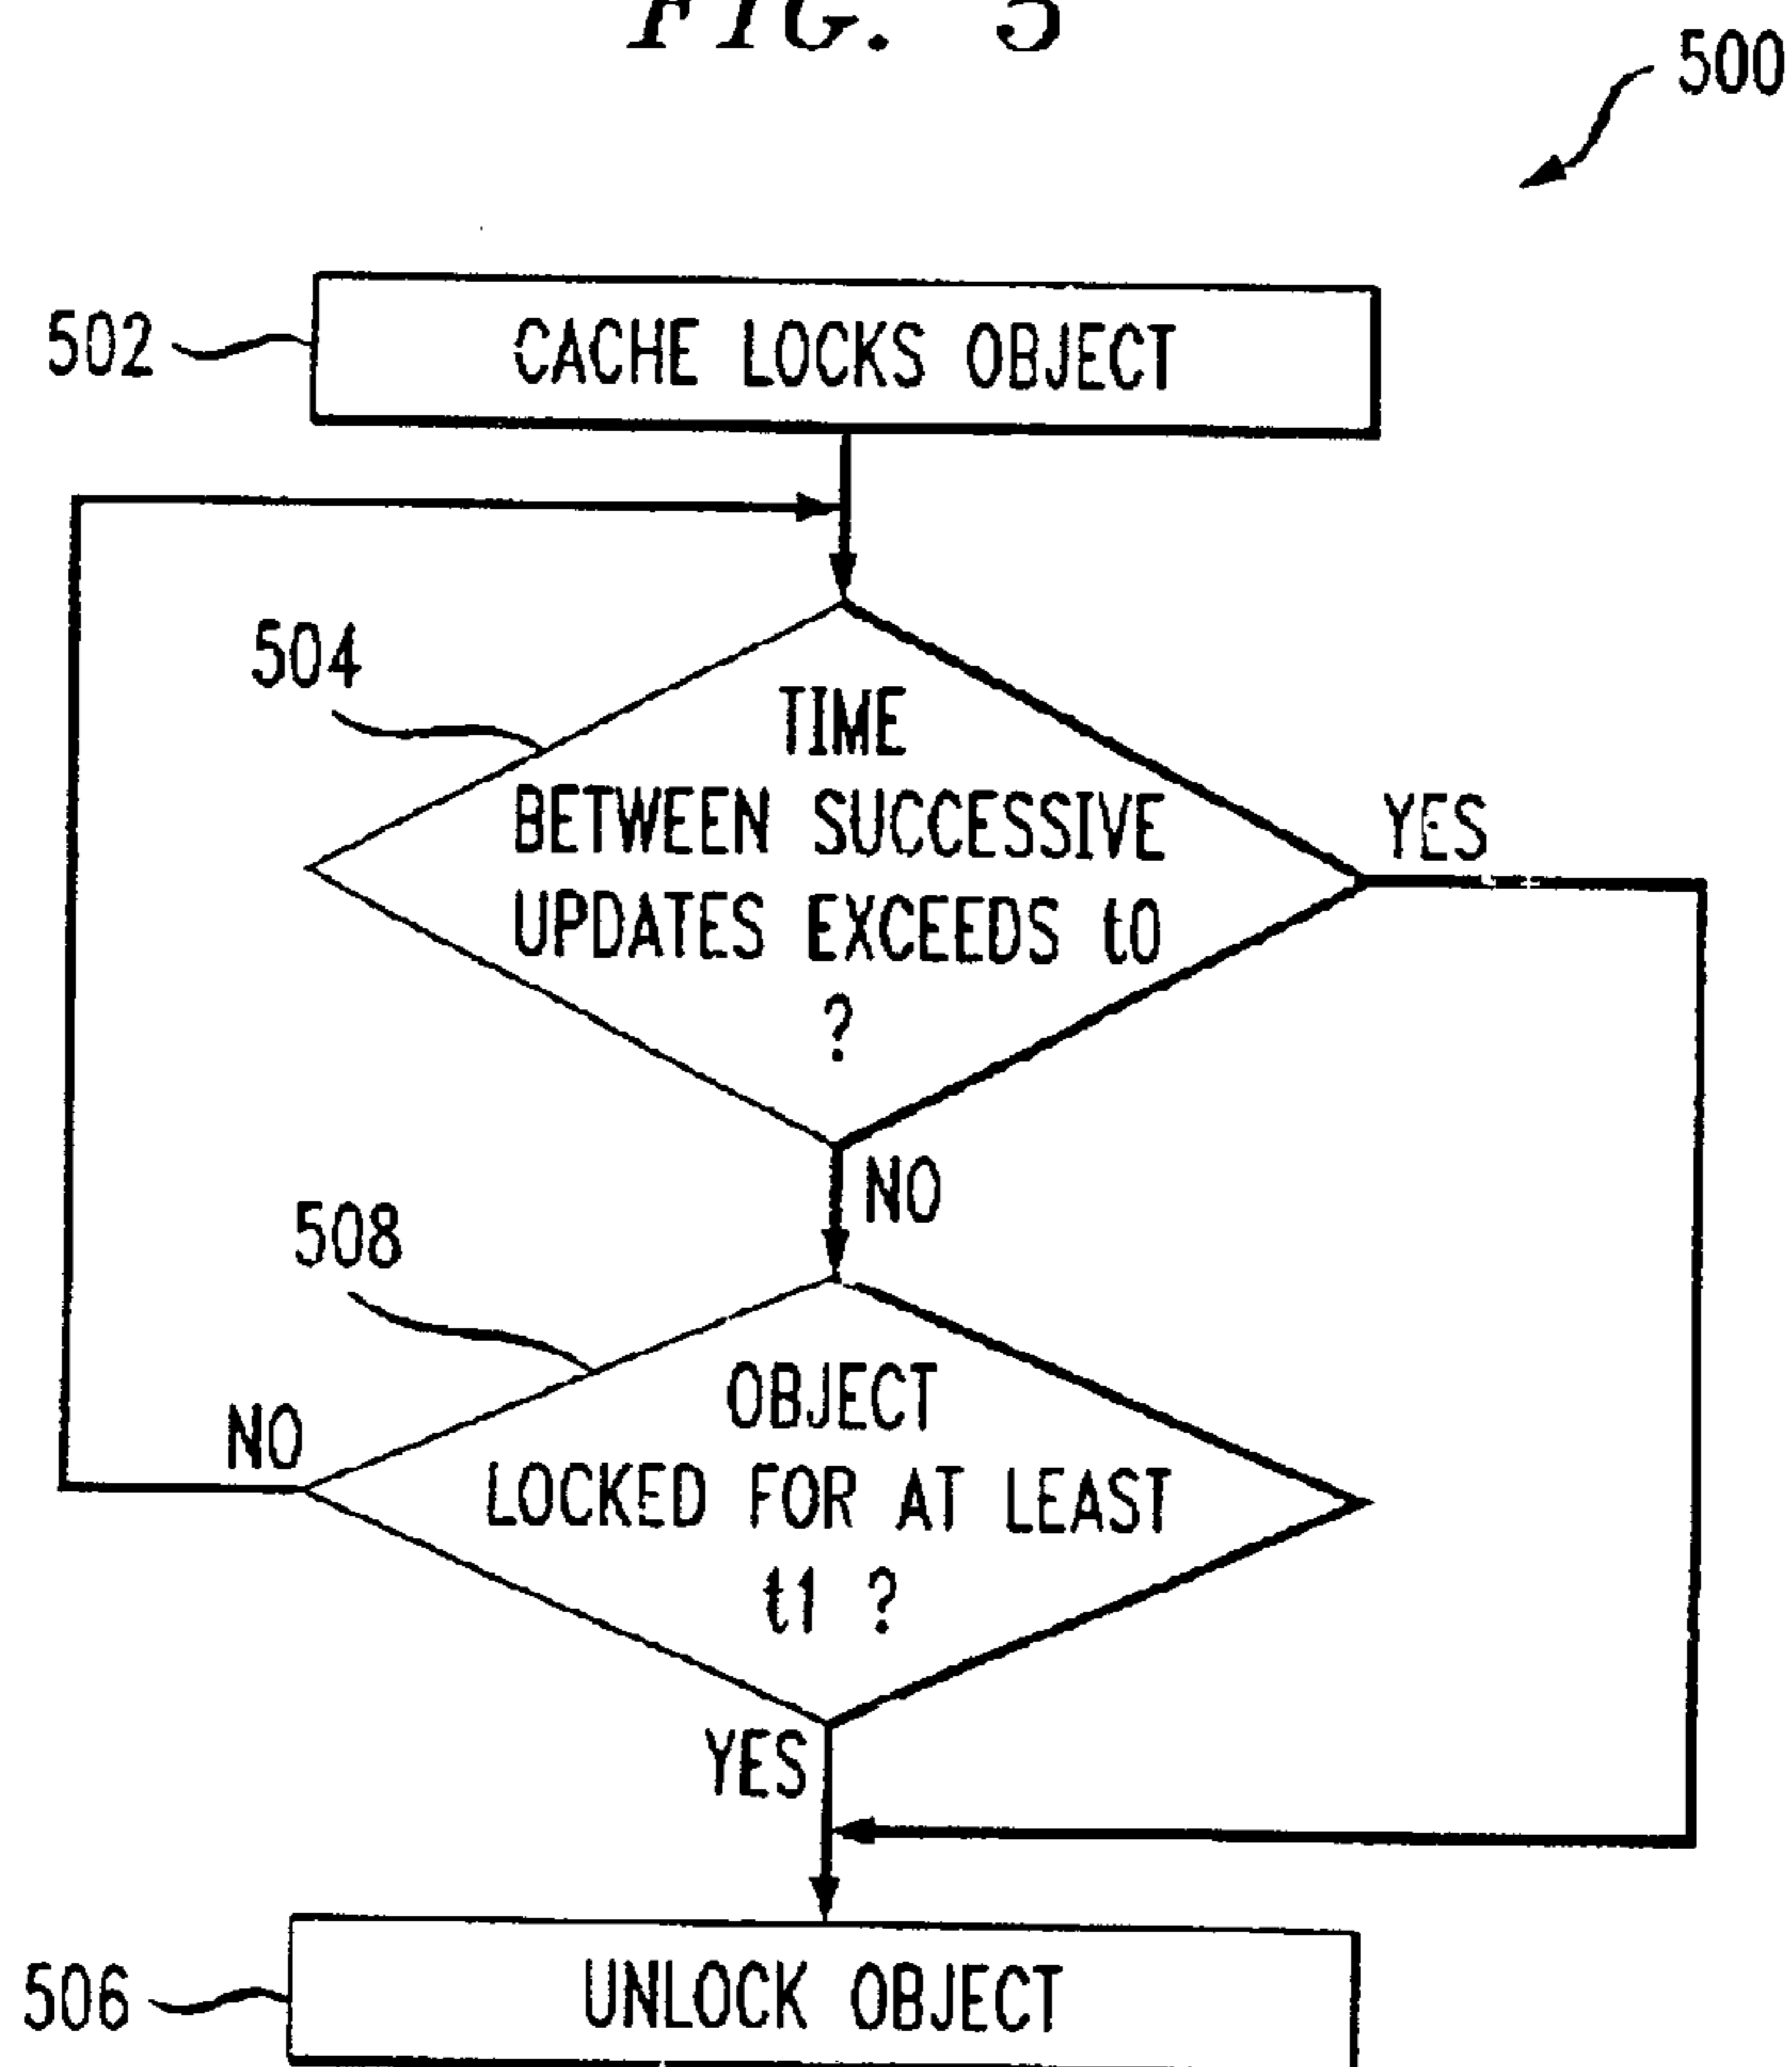 FIG. 5
500
502
CACHE LOCKS OBJECT
504
TIME
BETWEEN SUCCESSIVE
UPDATES EXCEEDS t0
?
YES
NO
508
OBJECT
LOCKED FOR AT LEAST
t1 ?
NO
YES
506
UNLOCK OBJECT